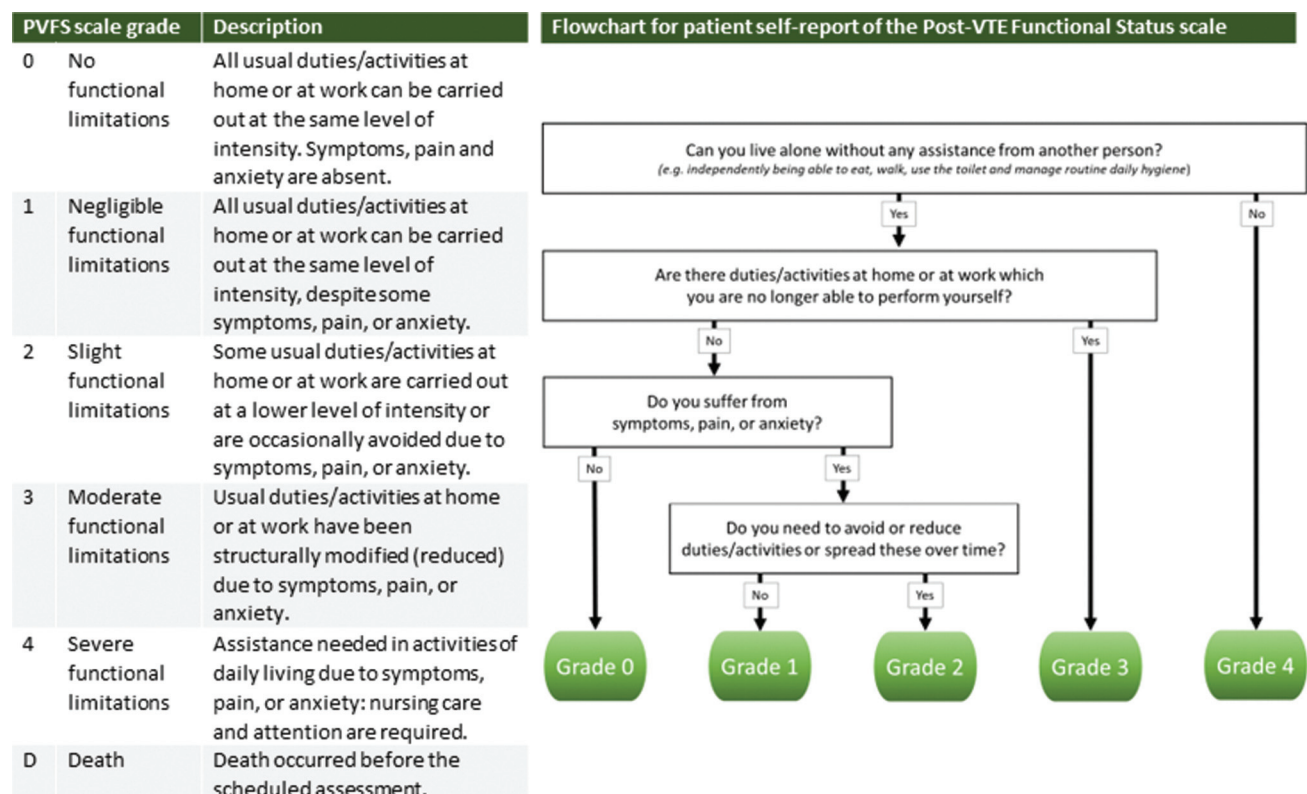 PVFS scale grade Description
0 No functional limitations All usual duties/activities at
home or at work can be carried
out at the same level of
intensity. Symptoms, pain and
anxiety are absent.
1 Negligible functional limitations All usual duties/activities at
home or at work can be carried
out at the same level of
intensity, despite some
symptoms, pain, or anxiety.
2 Slight functional limitations Some usual duties/activities at
home or at work are carried out
at a lower level of intensity or
are occasionally avoided due to
symptoms, pain, or anxiety.
3 Moderate functional limitations Usual duties/activities at home
or at work have been
structurally modified (reduced)
due to symptoms, pain, or
anxiety.
4 Severe functional limitations Assistance needed in activities of
daily living due to symptoms,
pain, or anxiety: nursing care
and attention are required.
D Death Death occurred before the
scheduled assessment.
Flowchart for patient self-report of the Post-VTE Functional Status scale
Can you live alone without any assistance from another person?
(e.g. independently being able to eat, walk, use the toilet and manage routine daily hygiene)
Yes No
Are there duties/activities at home or at work which
you are no longer able to perform yourself?
No Yes
Do you suffer from
symptoms, pain, or anxiety?
No Yes
Do you need to avoid or reduce
duties/activities or spread these over time?
No Yes
Grade 0 Grade 1 Grade 2 Grade 3 Grade 4